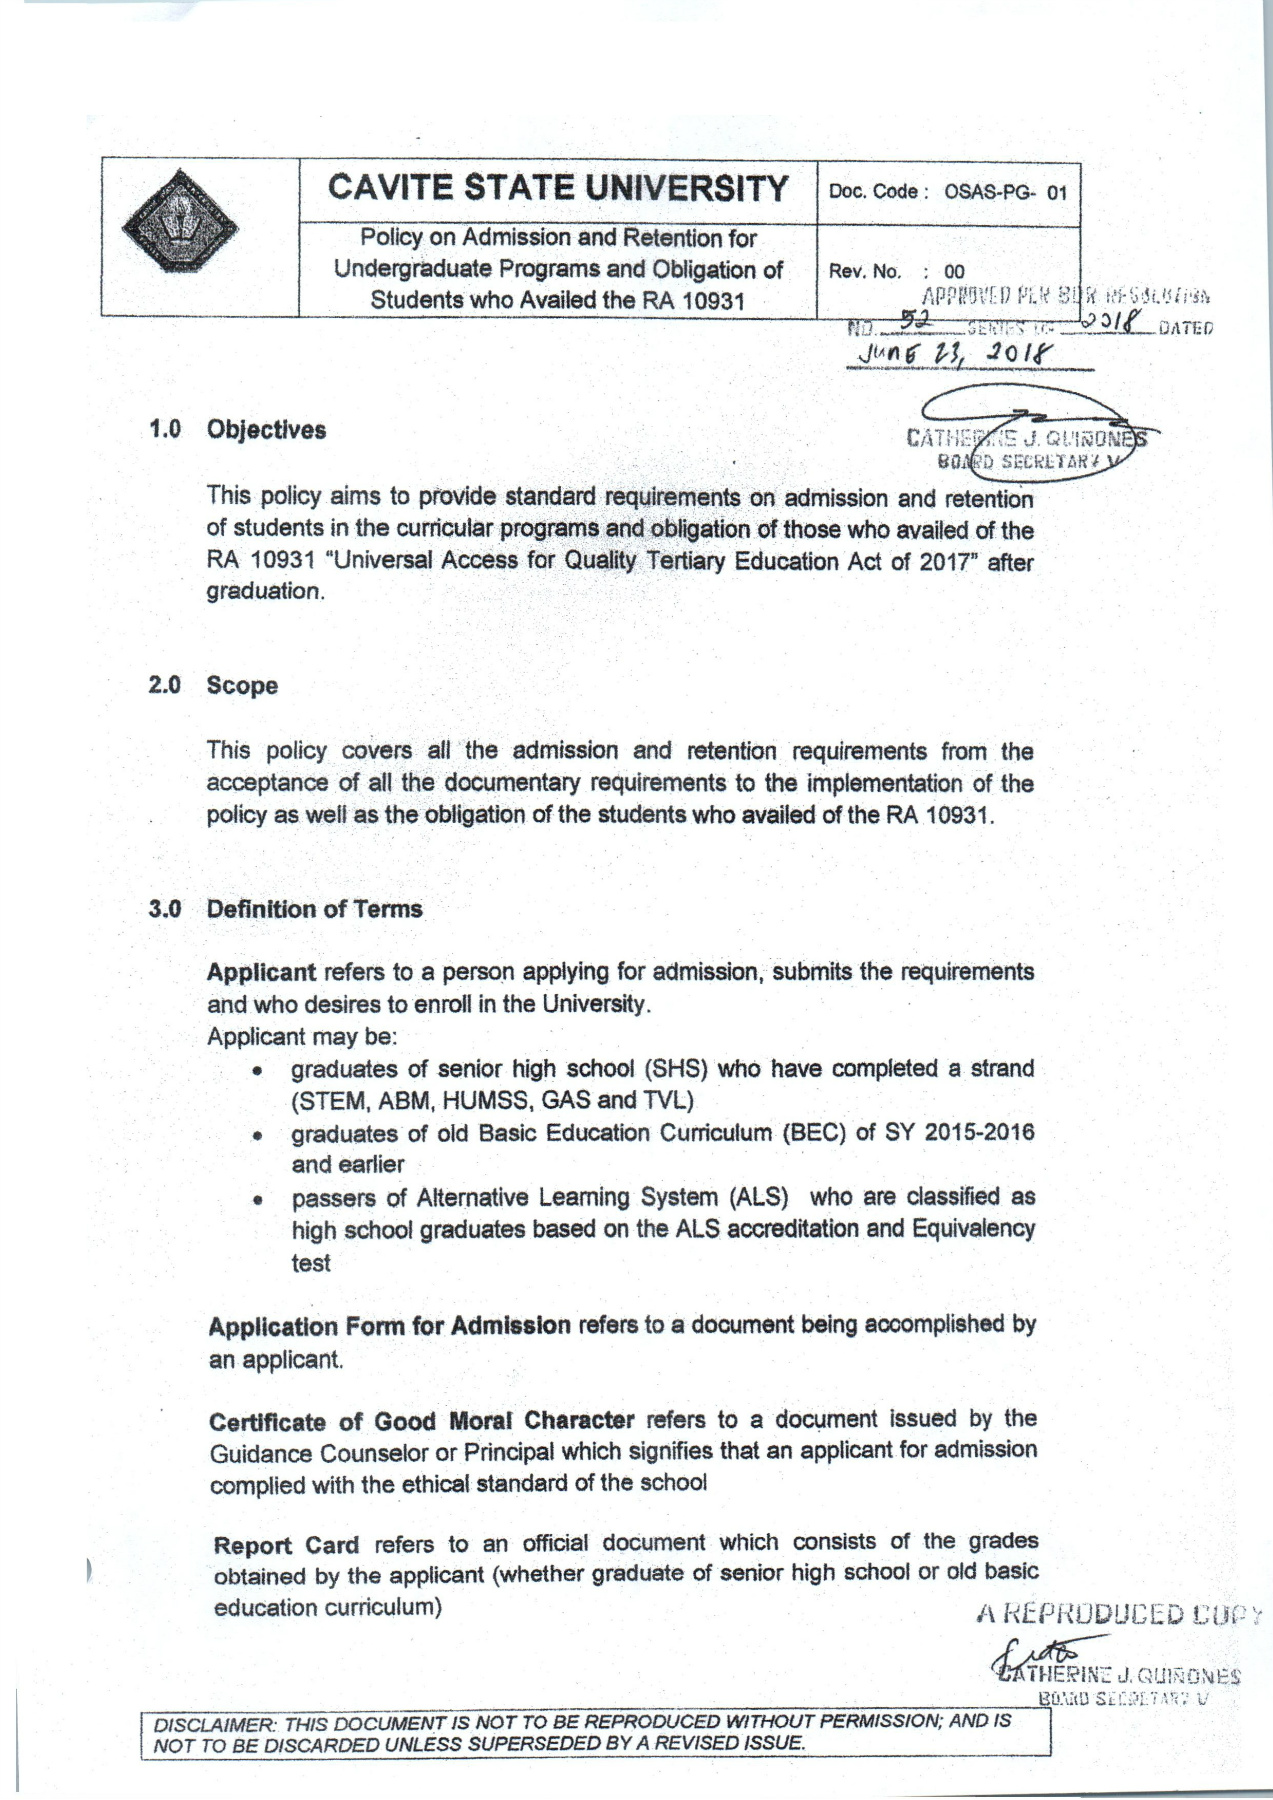 CAVITE STATE UNIVERSITY
Doc. Code : OSAS-PG- 01
Policy on Admission and Retention for
Undergraduate Programs and Obligation of
Students who Availed the RA 10931
Rev. No. : 00
APPROVED PER BOR RESOLUTION
NO. 52 SERIES OF 2018 DATED
JUNE 23, 2018
CATHERINE J. QUIÑONES
BOARD SECRETARY V
1.0 Objectives
This policy aims to provide standard requirements on admission and retention
of students in the curricular programs and obligation of those who availed of the
RA 10931 "Universal Access for Quality Tertiary Education Act of 2017" after
graduation.
2.0 Scope
This policy covers all the admission and retention requirements from the
acceptance of all the documentary requirements to the implementation of the
policy as well as the obligation of the students who availed of the RA 10931.
3.0 Definition of Terms
Applicant refers to a person applying for admission, submits the requirements
and who desires to enroll in the University.
Applicant may be:
• graduates of senior high school (SHS) who have completed a strand
(STEM, ABM, HUMSS, GAS and TVL)
• graduates of old Basic Education Curriculum (BEC) of SY 2015-2016
and earlier
• passers of Alternative Learning System (ALS) who are classified as
high school graduates based on the ALS accreditation and Equivalency
test
Application Form for Admission refers to a document being accomplished by
an applicant.
Certificate of Good Moral Character refers to a document issued by the
Guidance Counselor or Principal which signifies that an applicant for admission
complied with the ethical standard of the school
Report Card refers to an official document which consists of the grades
obtained by the applicant (whether graduate of senior high school or old basic
education curriculum)
A REPRODUCED COPY
CATHERINE J. QUIÑONES
BOARD SECRETARY V
DISCLAIMER: THIS DOCUMENT IS NOT TO BE REPRODUCED WITHOUT PERMISSION; AND IS
NOT TO BE DISCARDED UNLESS SUPERSEDED BY A REVISED ISSUE.